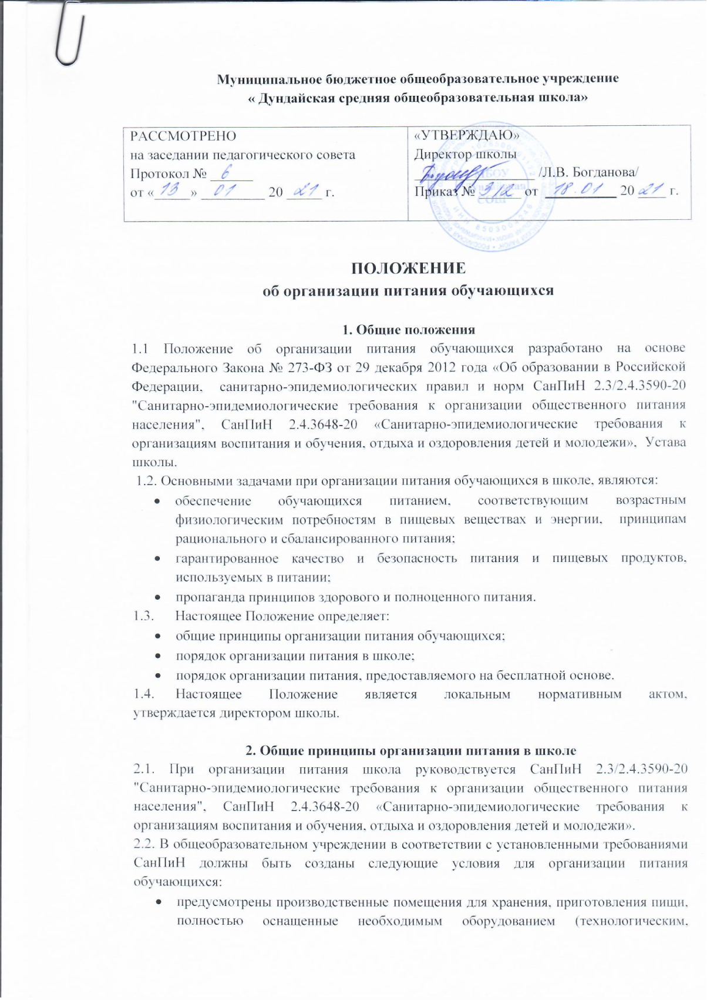 Муниципальное бюджетное общеобразовательное учреждение
« Дундайская средняя общеобразовательная школа»
РАССМОТРЕНО
на заседании педагогического совета
Протокол № 6
от « 13 » 01 20 21 г.
«УТВЕРЖДАЮ»
Директор школы
/Л.В. Богданова/
Приказ № 3/2 от 18.01 20 21 г.
МБОУ
Дундайская
СОШ
ИНН 8503004246
ПОЛОЖЕНИЕ
об организации питания обучающихся
1. Общие положения
1.1 Положение об организации питания обучающихся разработано на основе
Федерального Закона № 273-ФЗ от 29 декабря 2012 года «Об образовании в Российской
Федерации, санитарно-эпидемиологических правил и норм СанПиН 2.3/2.4.3590-20
"Санитарно-эпидемиологические требования к организации общественного питания
населения", СанПиН 2.4.3648-20 «Санитарно-эпидемиологические требования к
организациям воспитания и обучения, отдыха и оздоровления детей и молодежи», Устава
школы.
1.2. Основными задачами при организации питания обучающихся в школе, являются:
• обеспечение обучающихся питанием, соответствующим возрастным
физиологическим потребностям в пищевых веществах и энергии, принципам
рационального и сбалансированного питания;
• гарантированное качество и безопасность питания и пищевых продуктов,
используемых в питании;
• пропаганда принципов здорового и полноценного питания.
1.3. Настоящее Положение определяет:
• общие принципы организации питания обучающихся;
• порядок организации питания в школе;
• порядок организации питания, предоставляемого на бесплатной основе.
1.4. Настоящее Положение является локальным нормативным актом,
утверждается директором школы.
2. Общие принципы организации питания в школе
2.1. При организации питания школа руководствуется СанПиН 2.3/2.4.3590-20
"Санитарно-эпидемиологические требования к организации общественного питания
населения", СанПиН 2.4.3648-20 «Санитарно-эпидемиологические требования к
организациям воспитания и обучения, отдыха и оздоровления детей и молодежи».
2.2. В общеобразовательном учреждении в соответствии с установленными требованиями
СанПиН должны быть созданы следующие условия для организации питания
обучающихся:
• предусмотрены производственные помещения для хранения, приготовления пищи,
полностью оснащенные необходимым оборудованием (технологическим,